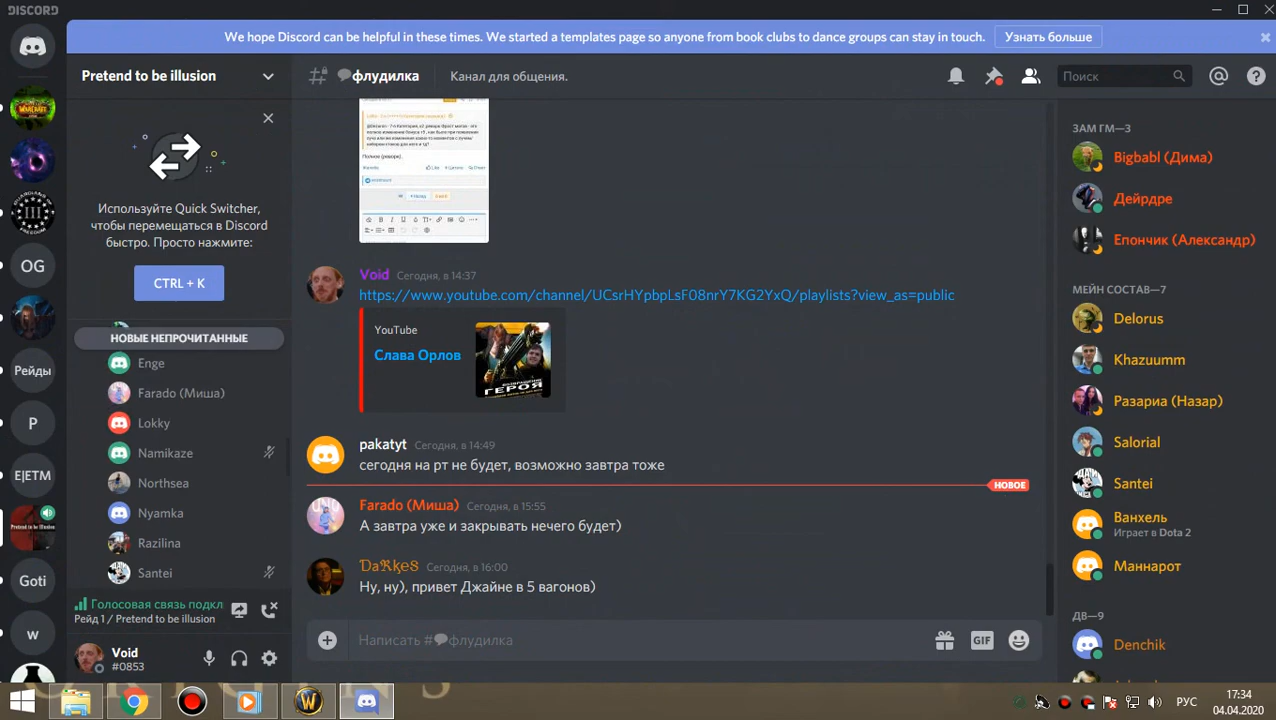 DISCORD
We hope Discord can be helpful in these times. We started a templates page so anyone from book clubs to dance groups can stay in touch.
Узнать больше
Pretend to be illusion
флудилка
Канал для общения.
Поиск
Используйте Quick Switcher,
чтобы перемещаться в Discord
быстро. Просто нажмите:
CTRL + K
НОВЫЕ НЕПРОЧИТАННЫЕ
Enge
Farado (Миша)
Lokky
Namikaze
Northsea
Nyamka
Razilina
Santei
Голосовая связь подкл
Рейд 1 / Pretend to be illusion
Void
#0853
OG
Рейды
P
E|ETM
Pretend to be illusion
Goti
w
Void Сегодня, в 14:37
https://www.youtube.com/channel/UCsrHYpbpLsF08nrY7KG2YxQ/playlists?view_as=public
YouTube
Слава Орлов
ВОЗВРАЩЕНИЕ
ГЕРОЯ
pakatyt Сегодня, в 14:49
сегодня на рт не будет, возможно завтра тоже
НОВОЕ
Farado (Миша) Сегодня, в 15:55
А завтра уже и закрывать нечего будет)
Сегодня, в 16:00
Ну, ну), привет Джайне в 5 вагонов)
Написать #флудилка
GIF
ЗАМ ГМ—3
Bigbabl (Дима)
Дейрдре
Епончик (Александр)
МЕЙН СОСТАВ—7
Delorus
Khazuumm
Разариа (Назар)
Salorial
Santei
Ванхель
Играет в Dota 2
Маннарот
ДВ—9
Denchik
РУС
17:34
04.04.2020